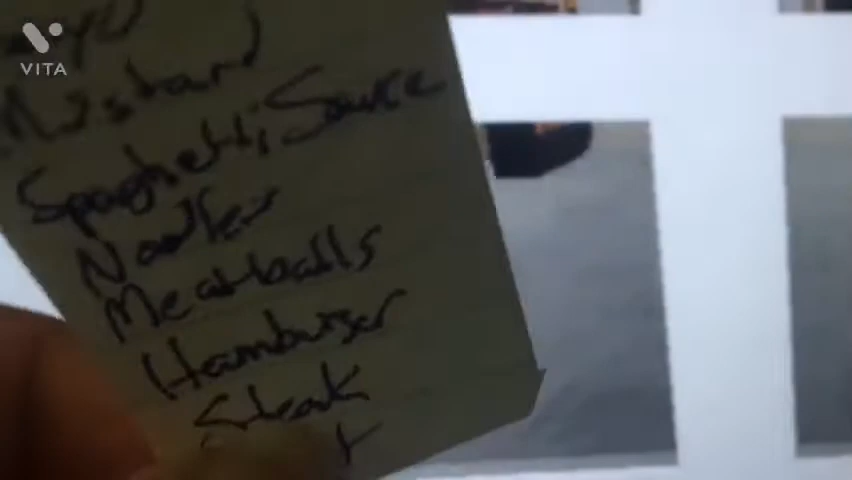 VITA
Mustard
Spaghetti Sauce
Noodles
Meatballs
Hamburger
Steak